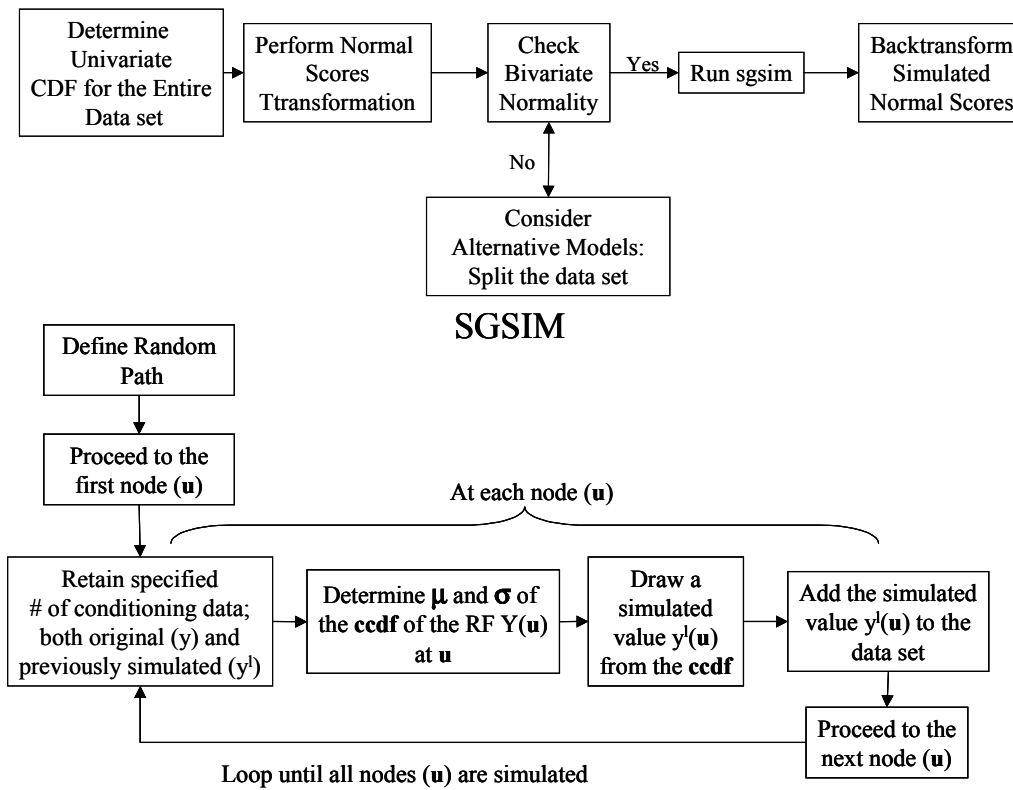 Determine
Univariate
CDF for the Entire
Data set
Perform Normal
Scores
Ttransformation
Check
Bivariate
Normality
Yes
Run sgsim
Backtransform
Simulated
Normal Scores
No
Consider
Alternative Models:
Split the data set
SGSIM
Define Random
Path
Proceed to the
first node (u)
At each node (u)
Retain specified
# of conditioning data;
both original (y) and
previously simulated (yˡ)
Determine μ and σ of
the ccdf of the RF Y(u)
at u
Draw a
simulated
value yˡ(u)
from the ccdf
Add the simulated
value yˡ(u) to the
data set
Proceed to the
next node (u)
Loop until all nodes (u) are simulated